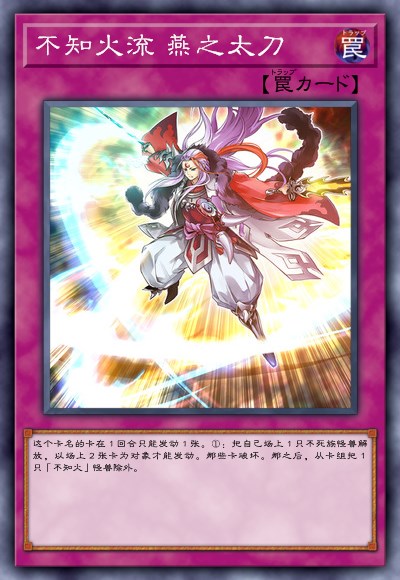 不知火流 燕之太刀
トラップ
罠
トラップ
【罠カード】
这个卡名的卡在1回合只能发动1张。①：把自己场上1只不死族怪兽解
放，以场上2张卡为对象才能发动。那些卡破坏。那之后，从卡组把1
只「不知火」怪兽除外。